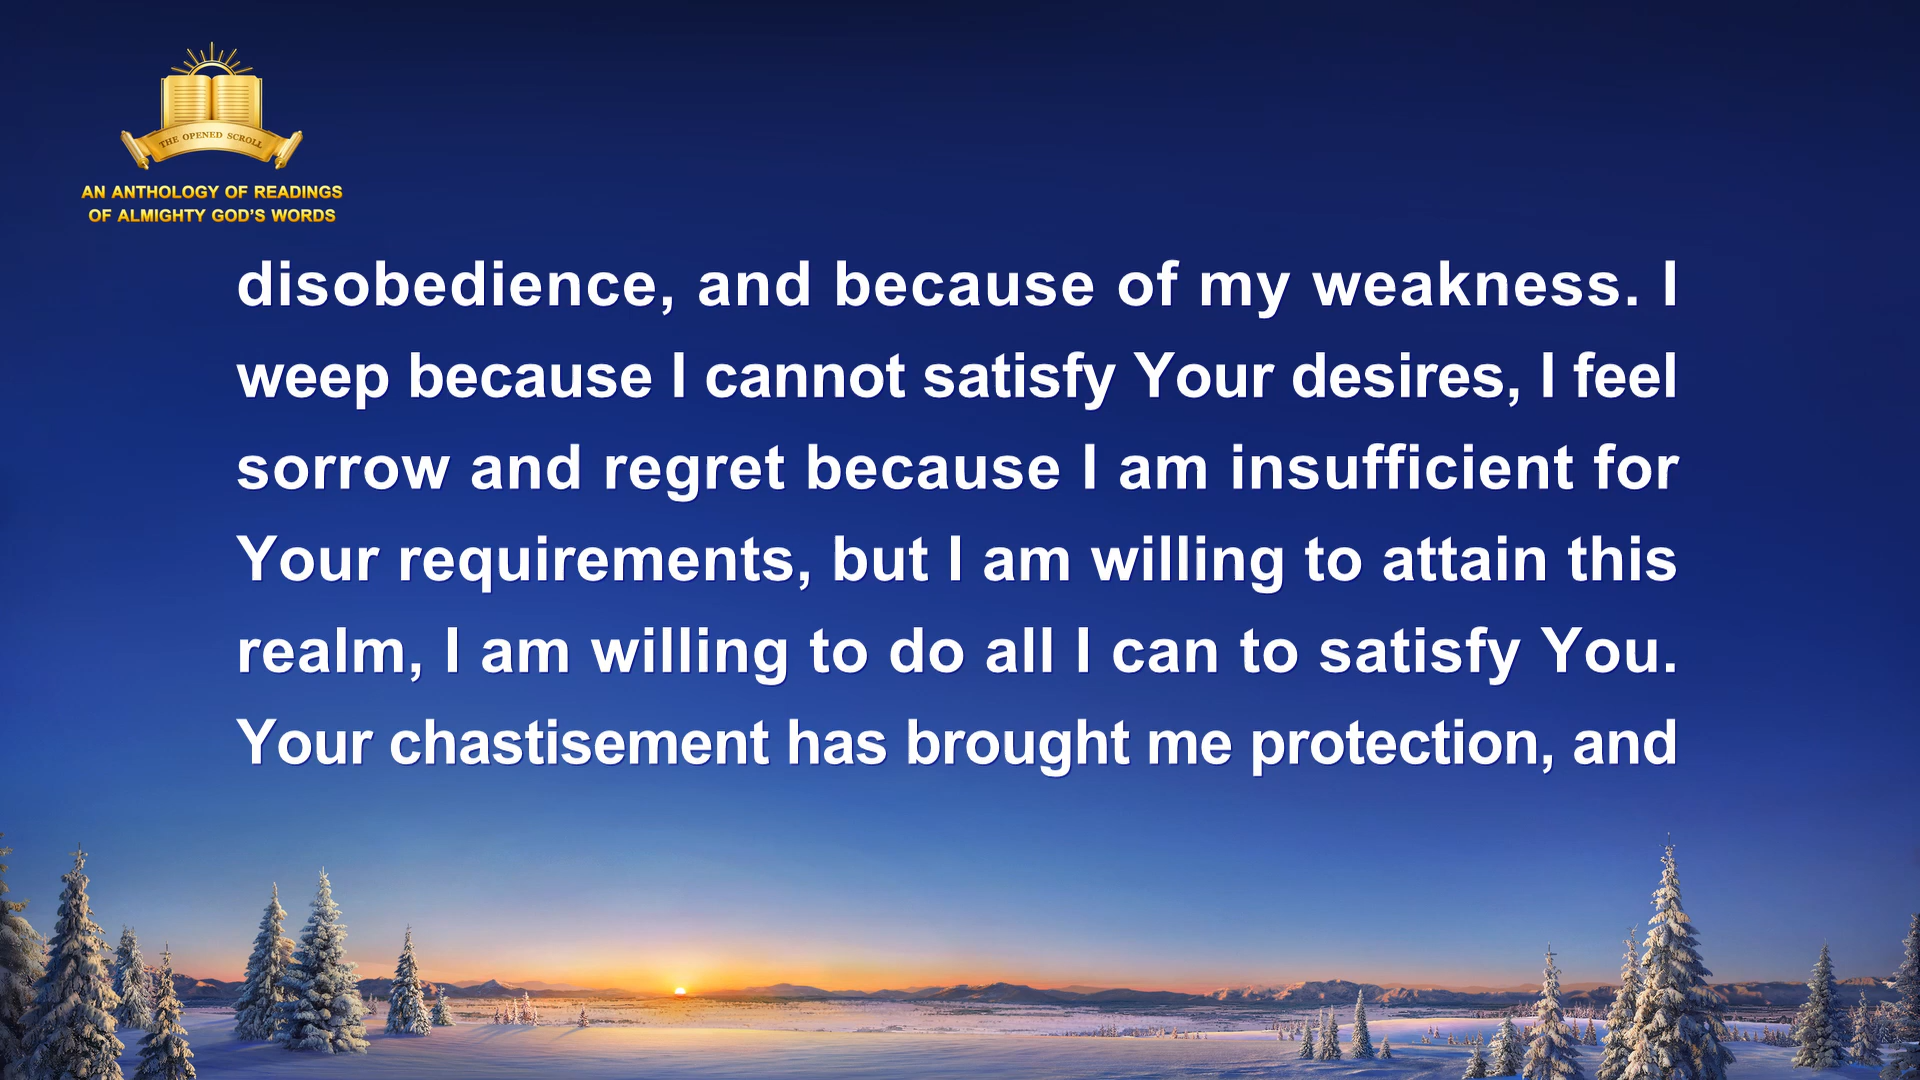 THE OPENED SCROLL
AN ANTHOLOGY OF READINGS
OF ALMIGHTY GOD'S WORDS
disobedience, and because of my weakness. I
weep because I cannot satisfy Your desires, I feel
sorrow and regret because I am insufficient for
Your requirements, but I am willing to attain this
realm, I am willing to do all I can to satisfy You.
Your chastisement has brought me protection, and